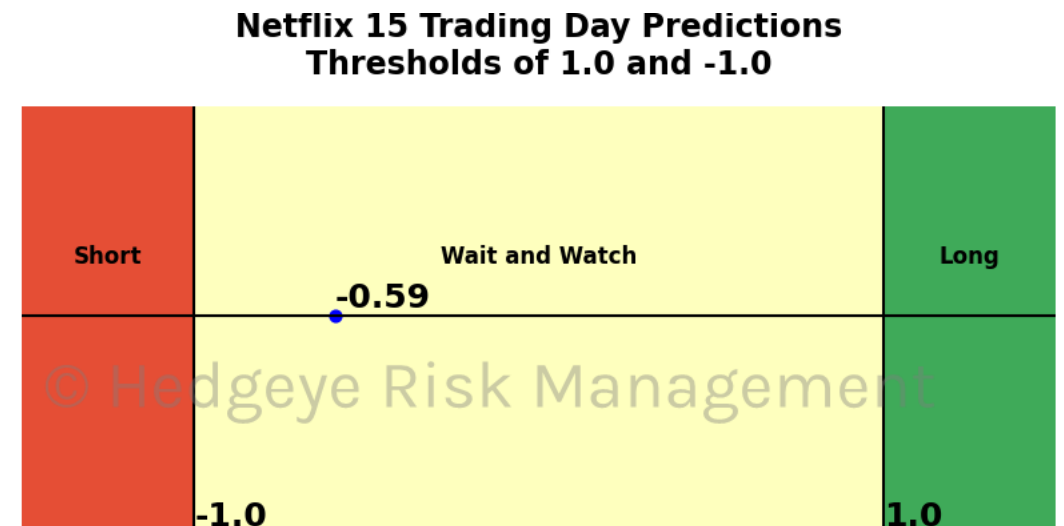 Netflix 15 Trading Day Predictions
Thresholds of 1.0 and -1.0
Short
Wait and Watch
Long
-0.59
© Hedgeye Risk Management
-1.0
1.0